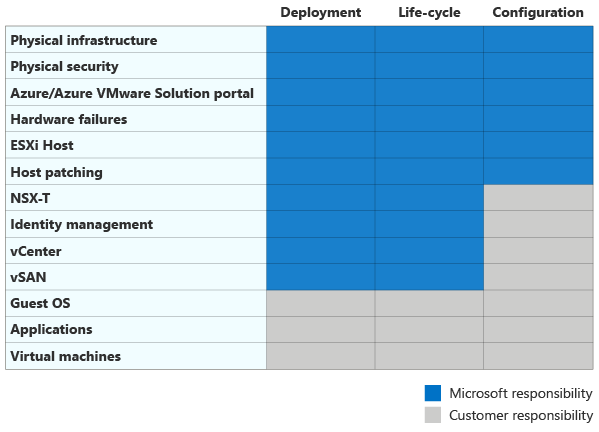 Deployment Life-cycle Configuration
Physical infrastructure
Physical security
Azure/Azure VMware Solution portal
Hardware failures
ESXi Host
Host patching
NSX-T
Identity management
vCenter
vSAN
Guest OS
Applications
Virtual machines
Microsoft responsibility
Customer responsibility